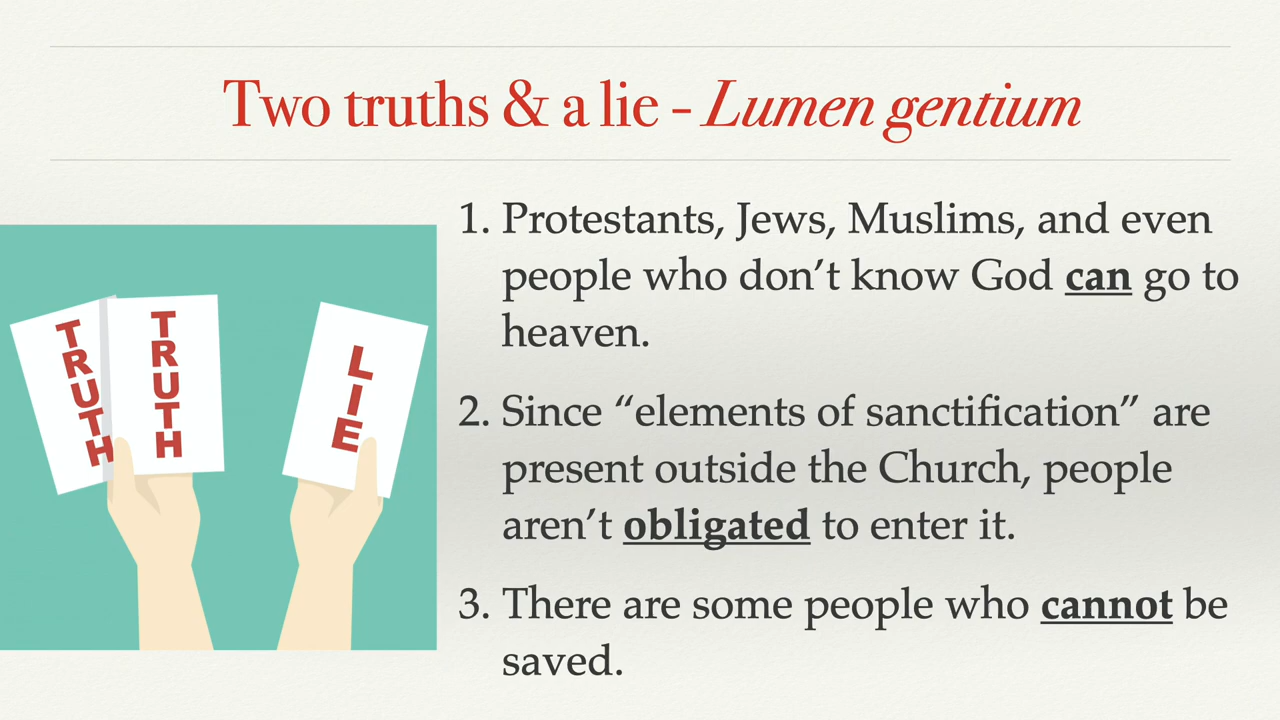 Two truths & a lie - Lumen gentium
1. Protestants, Jews, Muslims, and even
people who don’t know God can go to
heaven.
2. Since “elements of sanctification” are
present outside the Church, people
aren’t obligated to enter it.
3. There are some people who cannot be
saved.
TRUTH
TRUTH
LIE